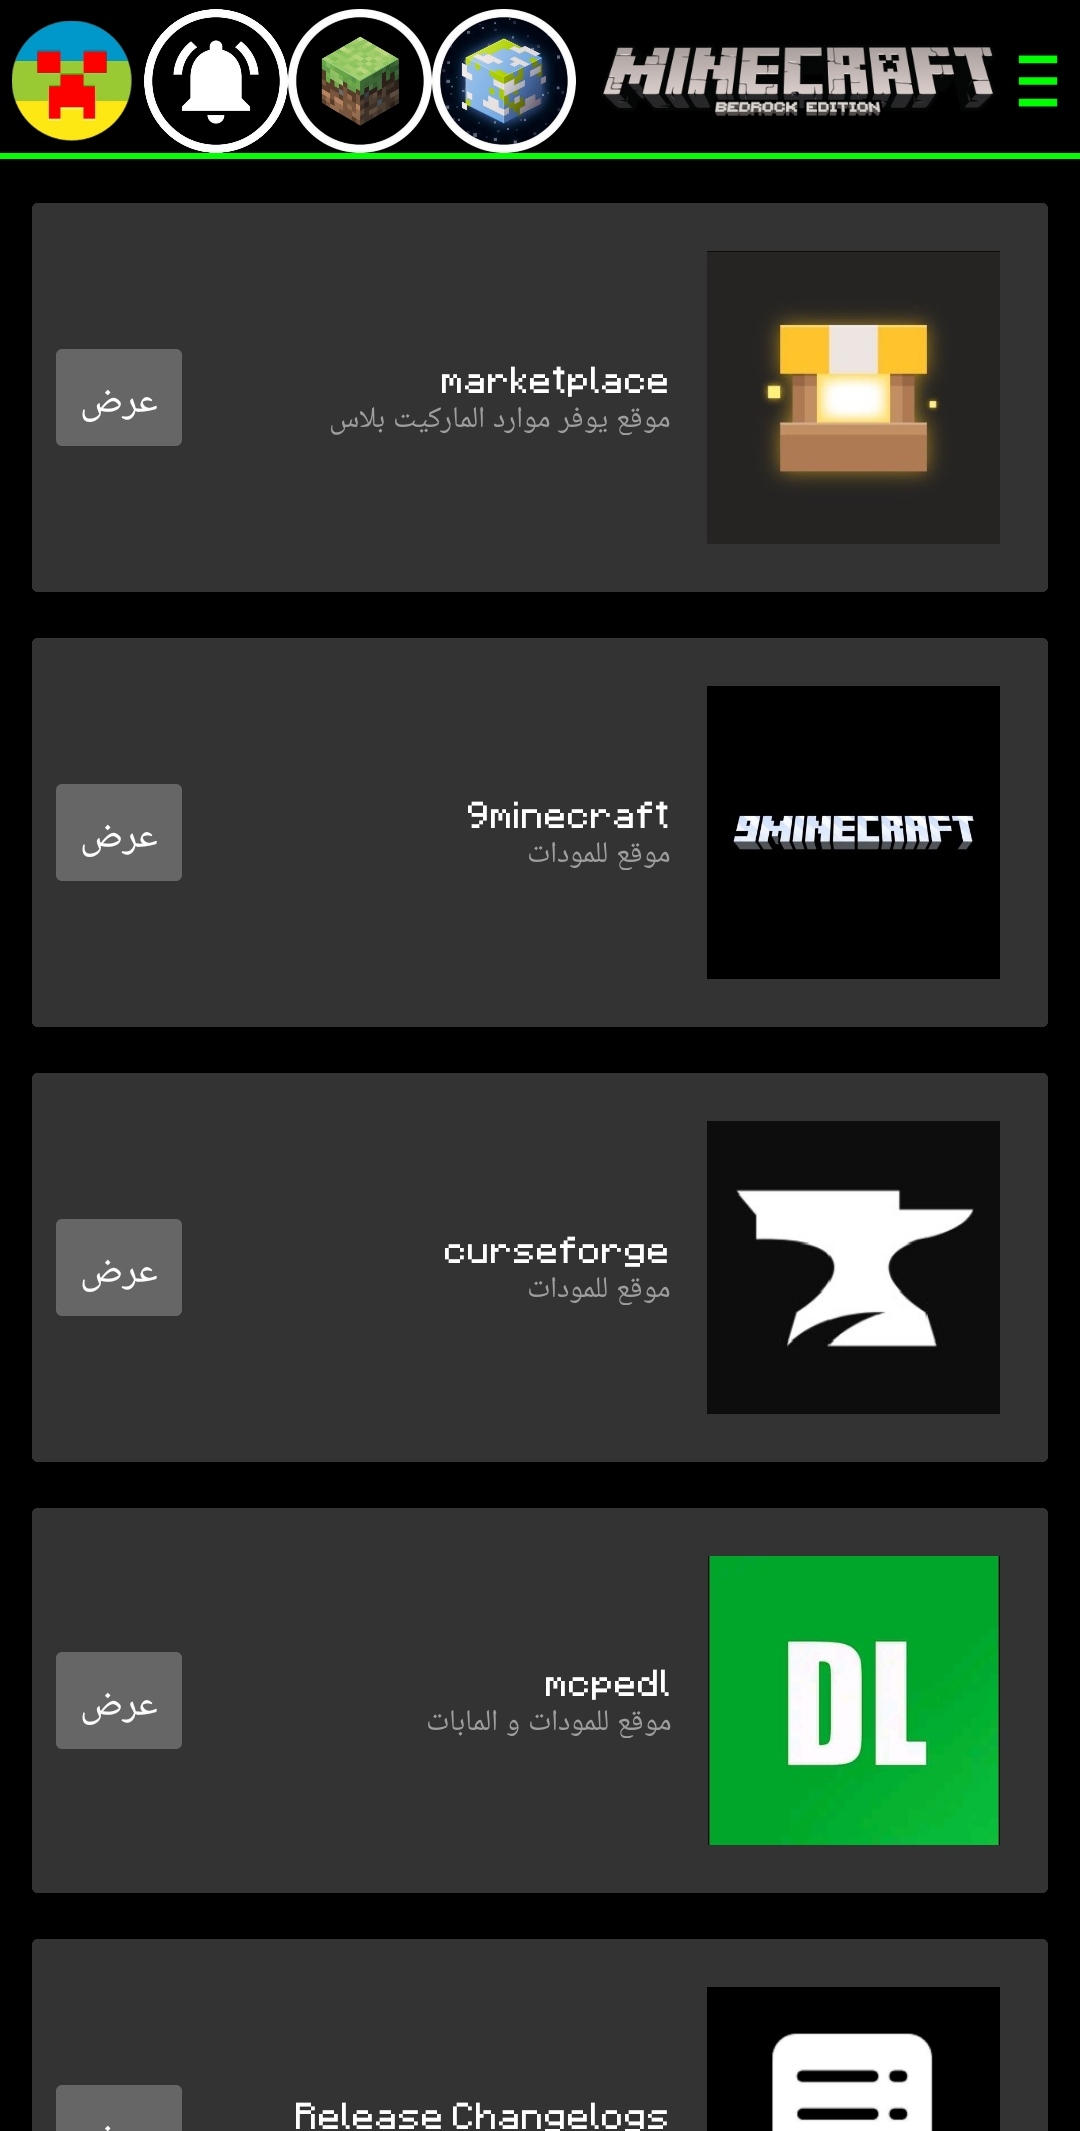 MINECRAFT
BEDROCK EDITION
marketplace
موقع يوفر موارد الماركيت بلاس
عرض
9MINECRAFT
9minecraft
موقع للمودات
عرض
curseforge
موقع للمودات
عرض
DL
mcpedl
موقع للمودات و المابات
عرض
Release Changelogs